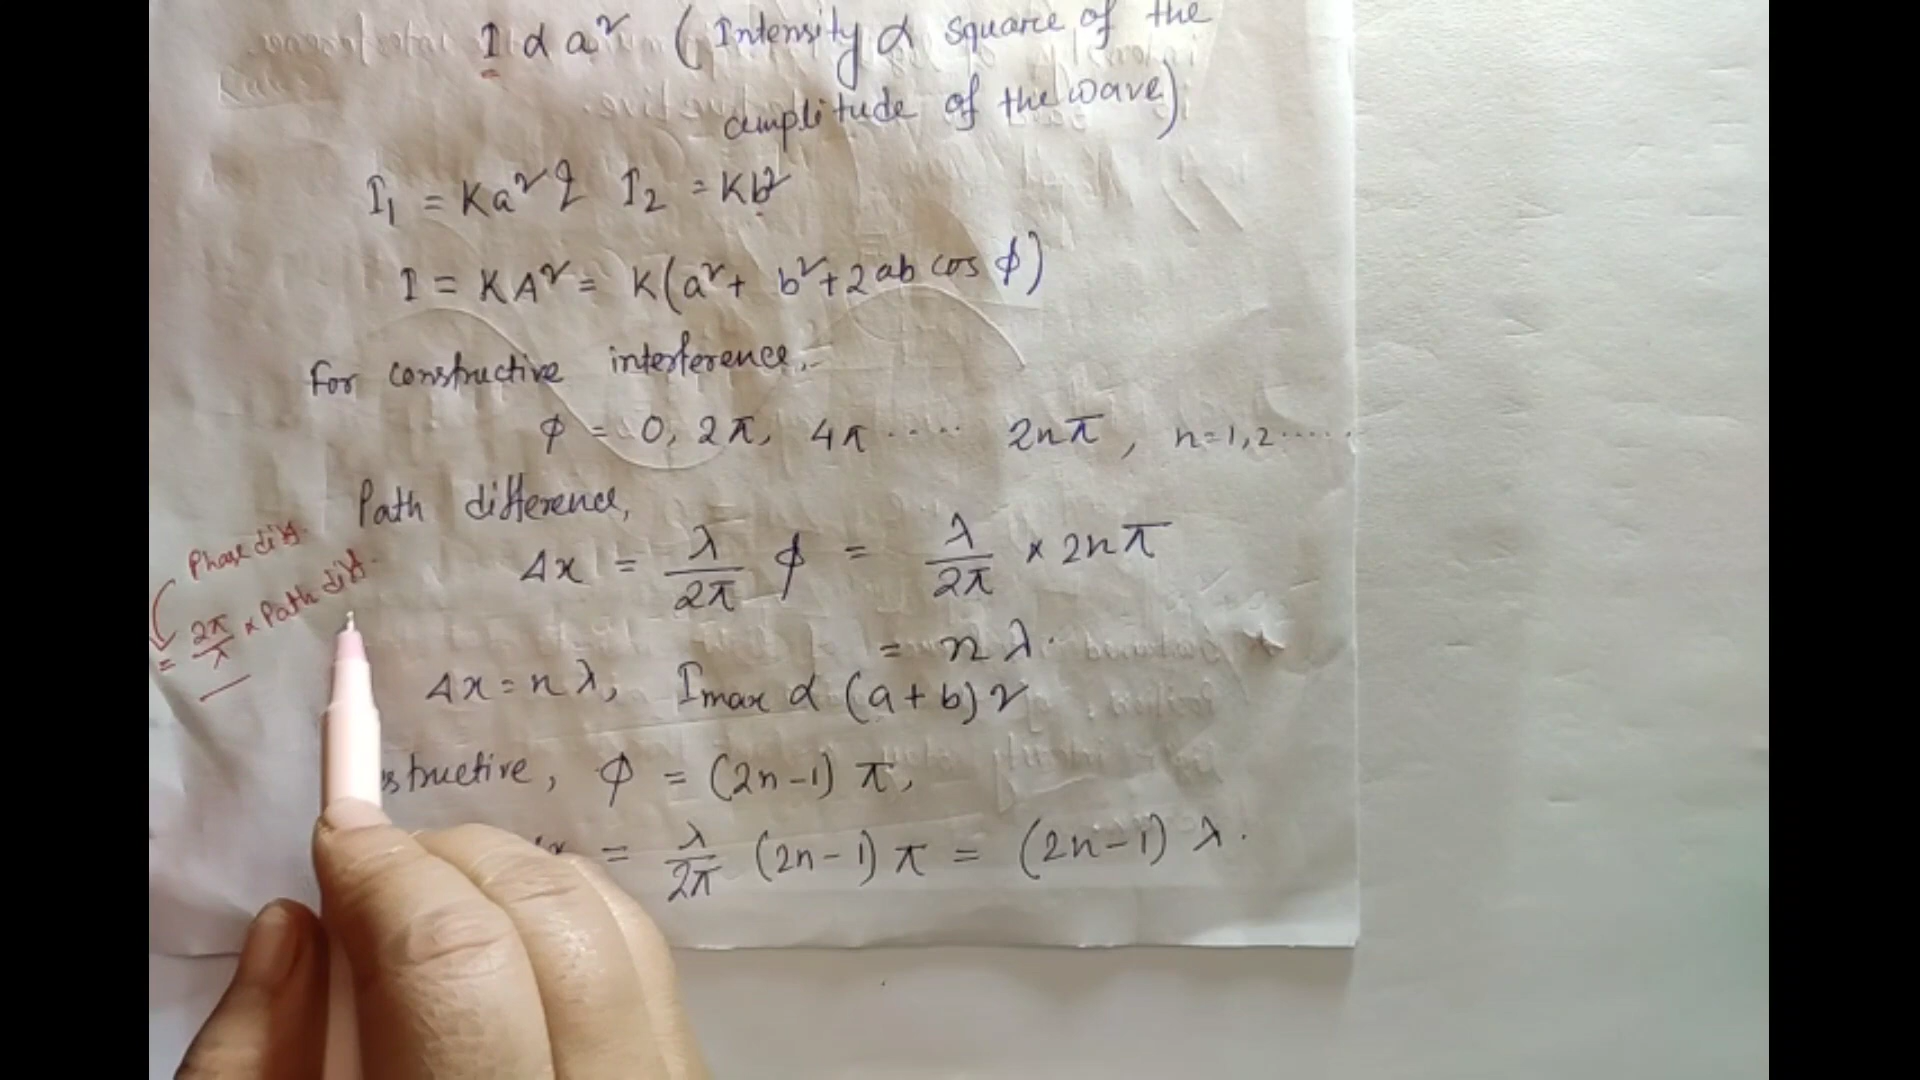 I ∝ a² (Intensity ∝ square of the
amplitude of the wave)
I₁ = Ka² & I₂ = Kb²
I = KA² = K(a² + b² + 2ab cos φ)
For constructive interference,
φ = 0, 2π, 4π ..... 2nπ, n=1,2.....
Path difference,
Phase diff.
= 2π/λ × Path diff.
Δx = λ/2π φ = λ/2π × 2nπ
= nλ.
Δx = nλ, Imax ∝ (a+b)²
structive, φ = (2n-1) π,
= λ/2π (2n-1) π = (2n-1) λ.